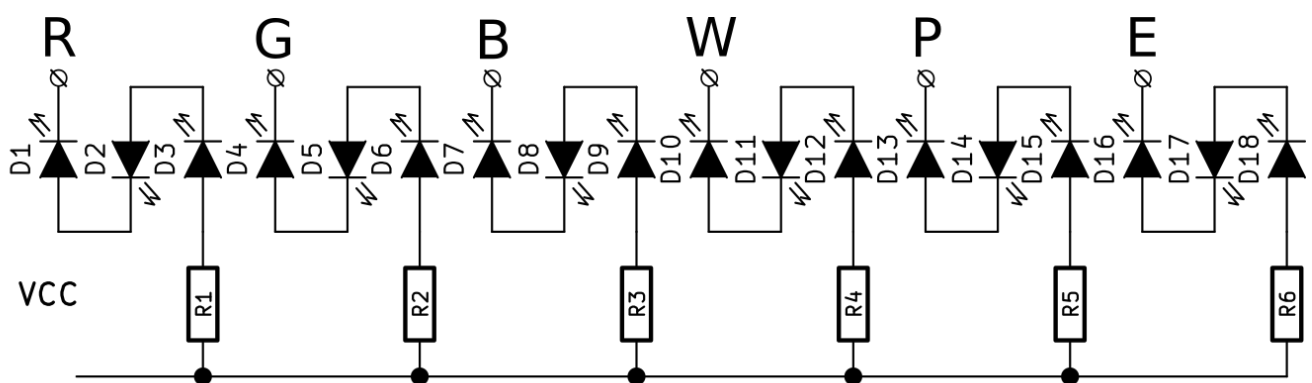 R G B W P E
D1 D2 D3 D4 D5 D6 D7 D8 D9 D10 D11 D12 D13 D14 D15 D16 D17 D18
VCC R1 R2 R3 R4 R5 R6